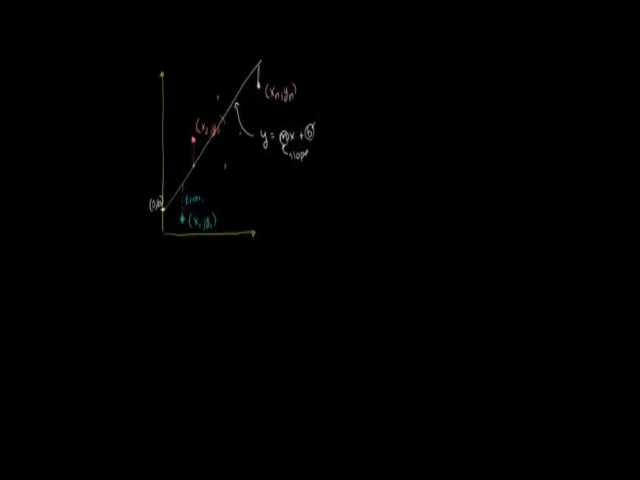 (xₙ, yₙ)
(x₂, y₂)
y = mx + b
slope
(0,b)
error₁
(x₁, y₁)